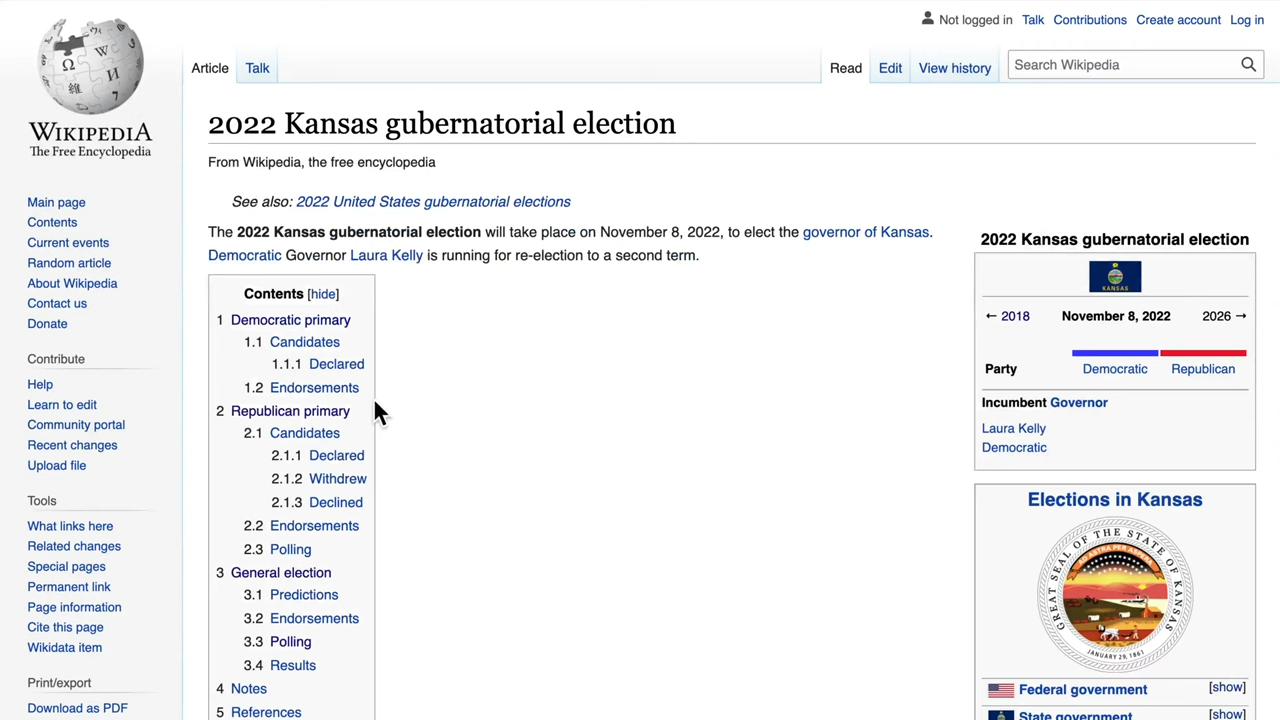 Not logged in Talk Contributions Create account Log in
Article Talk Read Edit View history Search Wikipedia
WIKIPEDIA
The Free Encyclopedia
Main page
Contents
Current events
Random article
About Wikipedia
Contact us
Donate
Contribute
Help
Learn to edit
Community portal
Recent changes
Upload file
Tools
What links here
Related changes
Special pages
Permanent link
Page information
Cite this page
Wikidata item
Print/export
Download as PDF
2022 Kansas gubernatorial election
From Wikipedia, the free encyclopedia
See also: 2022 United States gubernatorial elections
The 2022 Kansas gubernatorial election will take place on November 8, 2022, to elect the governor of Kansas.
Democratic Governor Laura Kelly is running for re-election to a second term.
Contents [hide]
1 Democratic primary
1.1 Candidates
1.1.1 Declared
1.2 Endorsements
2 Republican primary
2.1 Candidates
2.1.1 Declared
2.1.2 Withdrew
2.1.3 Declined
2.2 Endorsements
2.3 Polling
3 General election
3.1 Predictions
3.2 Endorsements
3.3 Polling
3.4 Results
4 Notes
5 References
2022 Kansas gubernatorial election
KANSAS
← 2018 November 8, 2022 2026 →
Party Democratic Republican
Incumbent Governor
Laura Kelly
Democratic
Elections in Kansas
GREAT SEAL OF THE STATE OF KANSAS
AD ASTRA PER ASPERA
JANUARY 29, 1861
Federal government [show]
State government [show]